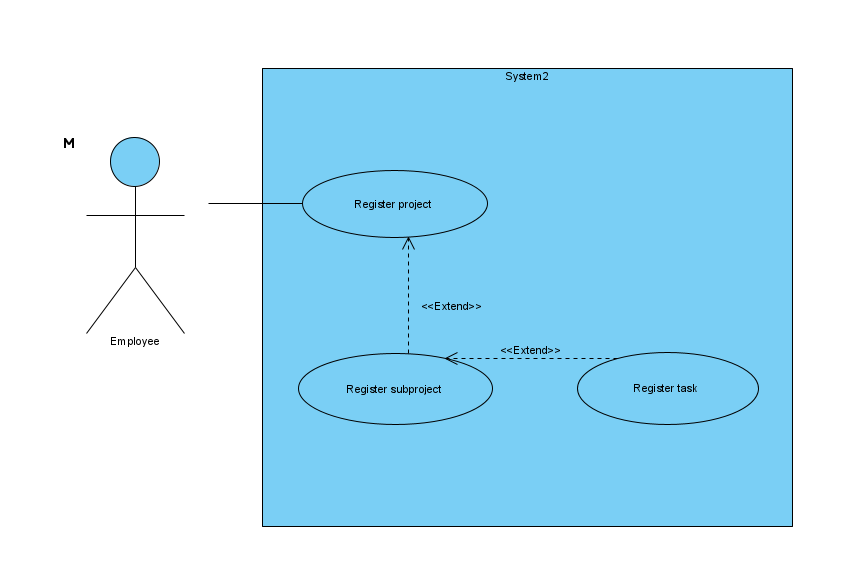 System2
M
Register project
<<Extend>>
Employee
<<Extend>>
Register subproject
Register task